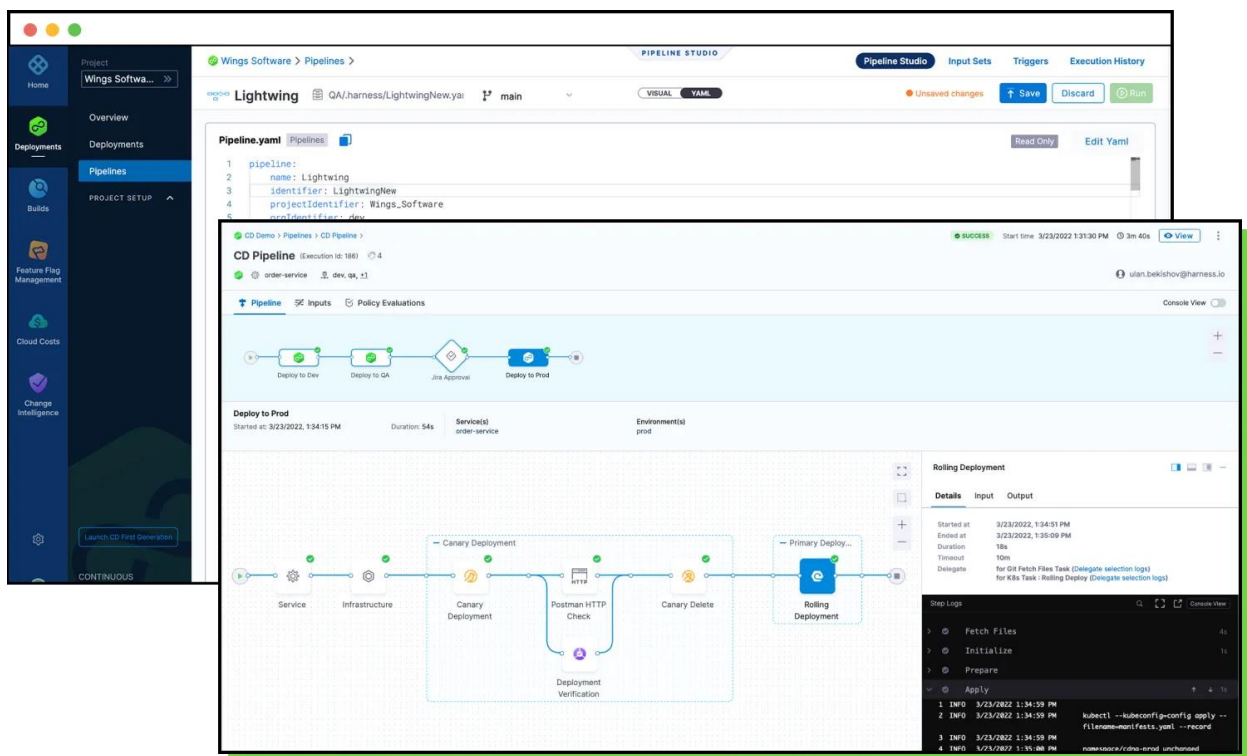 Home
Deployments
Builds
Feature Flag
Management
Cloud Costs
Change
Intelligence
Project
Wings Softwa...
Overview
Deployments
Pipelines
PROJECT SETUP
Launch CD First Generation
CONTINUOUS
Wings Software > Pipelines >
PIPELINE STUDIO
Pipeline Studio Input Sets Triggers Execution History
Lightwing QA/.harness/LightwingNew.ya main
VISUAL YAML
Unsaved changes Save Discard Run
Pipeline.yaml Pipelines
Read Only Edit Yaml
1 pipeline:
2 name: Lightwing
3 identifier: LightwingNew
4 projectIdentifier: Wings_Software
5 orgIdentifier: dev
CD Demo > Pipelines > CD Pipeline >
SUCCESS Start time 3/23/2022 1:31:30 PM 3m 40s View
CD Pipeline (Execution Id: 186) 4
order-service dev, qa, +1
ulan.bekishov@harness.io
Pipeline Inputs Policy Evaluations
Console View
Deploy to Dev Deploy to QA Jira Approval Deploy to Prod
Deploy to Prod
Started at: 3/23/2022, 1:34:15 PM Duration: 54s
Service(s)
order-service
Environment(s)
prod
Canary Deployment
Primary Deploy...
Service
Infrastructure
Canary
Deployment
HTTP
Postman HTTP
Check
Canary Delete
Rolling
Deployment
Deployment
Verification
Rolling Deployment
Details Input Output
Started at 3/23/2022, 1:34:51 PM
Ended at 3/23/2022, 1:35:09 PM
Duration 18s
Timeout 10m
Delegate for Git Fetch Files Task (Delegate selection logs)
for K8s Task : Rolling Deploy (Delegate selection logs)
Step Logs Console View
Fetch Files 4s
Initialize 1s
Prepare
Apply 1s
1 INFO 3/23/2022 1:34:59 PM
2 INFO 3/23/2022 1:34:59 PM kubectl --kubeconfig=config apply --
filename=manifests.yaml --record
3 INFO 3/23/2022 1:34:59 PM
4 INFO 3/23/2022 1:35:00 PM namespace/cdng-prod unchanged